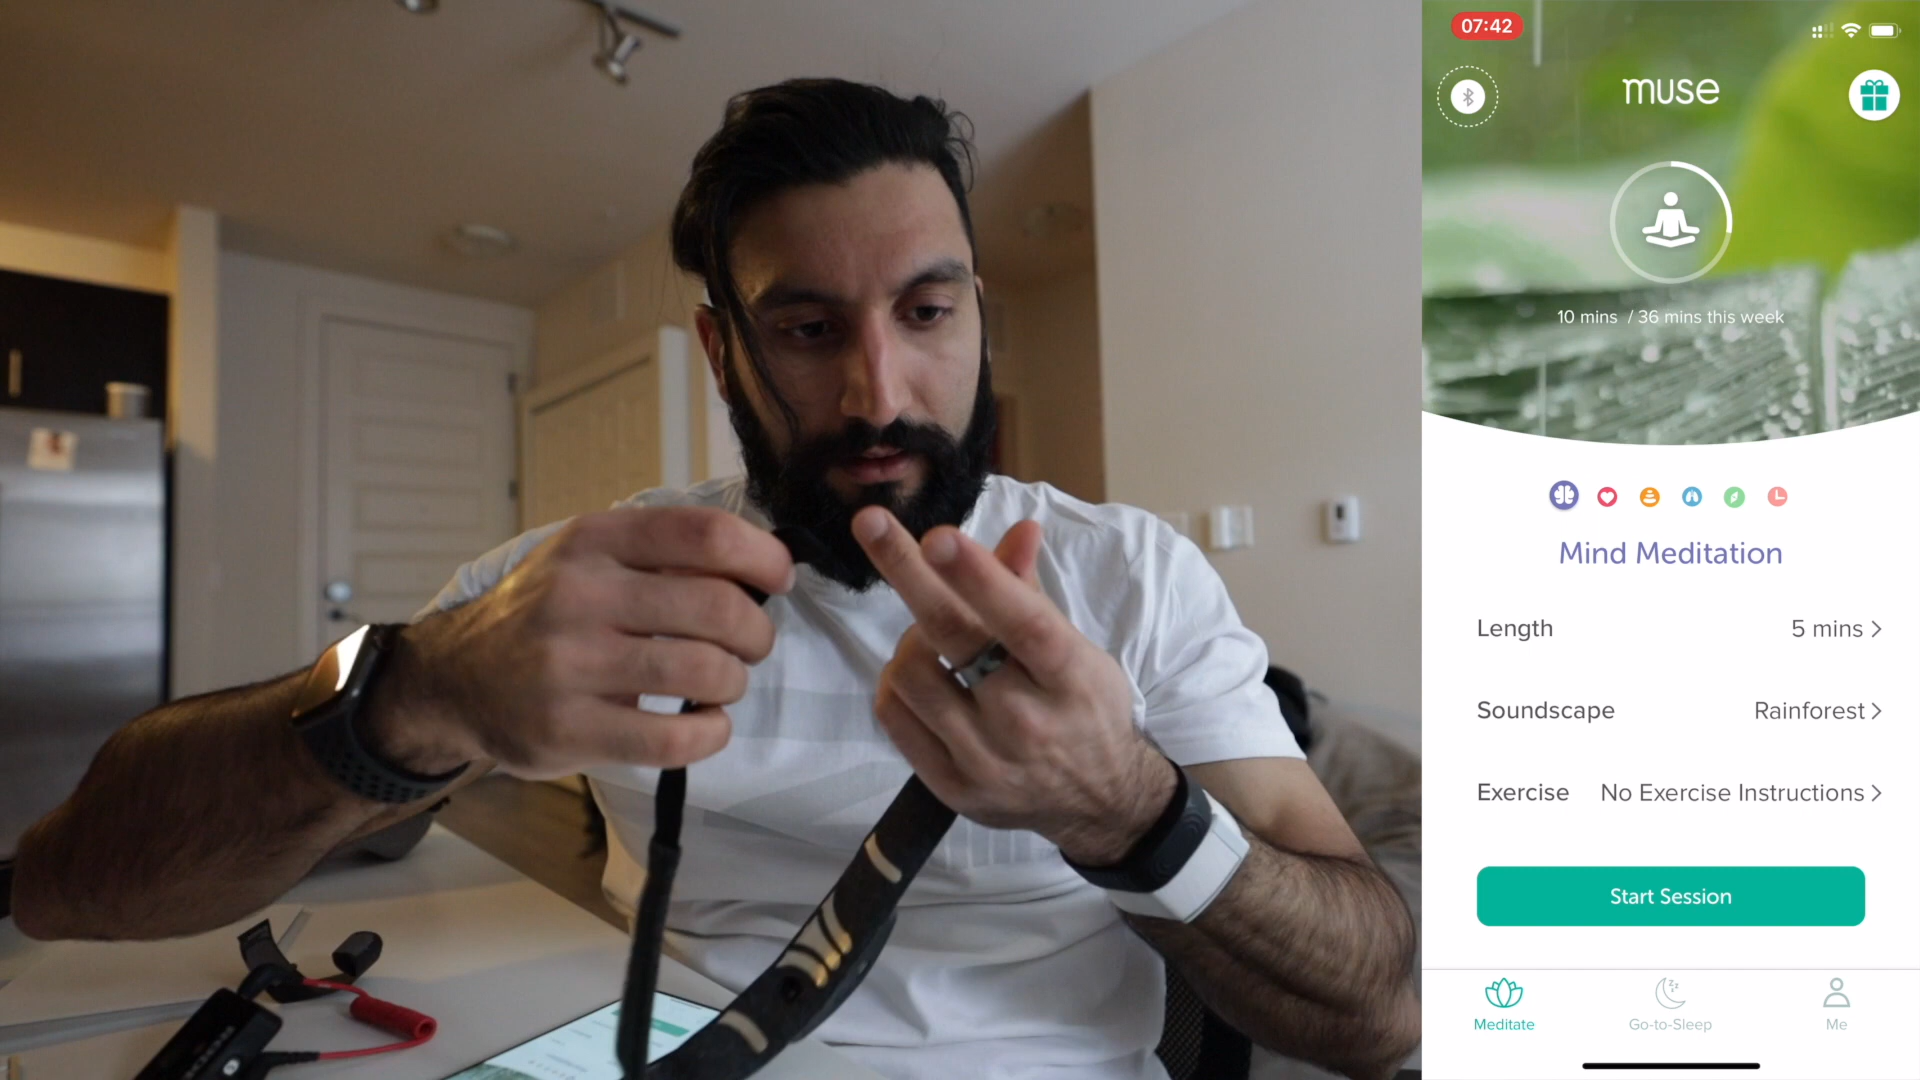 07:42
muse
10 mins / 36 mins this week
Mind Meditation
Length 5 mins >
Soundscape Rainforest >
Exercise No Exercise Instructions >
Start Session
Meditate Go-to-Sleep Me